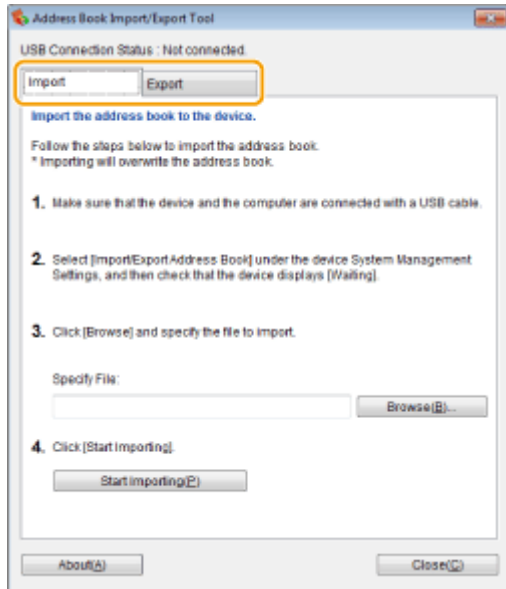 Address Book Import/Export Tool
USB Connection Status : Not connected.
Import
Export
Import the address book to the device.
Follow the steps below to import the address book.
* Importing will overwrite the address book.
1. Make sure that the device and the computer are connected with a USB cable.
2. Select [Import/Export Address Book] under the device System Management
Settings, and then check that the device displays [Waiting].
3. Click [Browse] and specify the file to import.
Specify File:
Browse(B)...
4. Click [Start Importing].
Start Importing(P)
About(A)
Close(C)